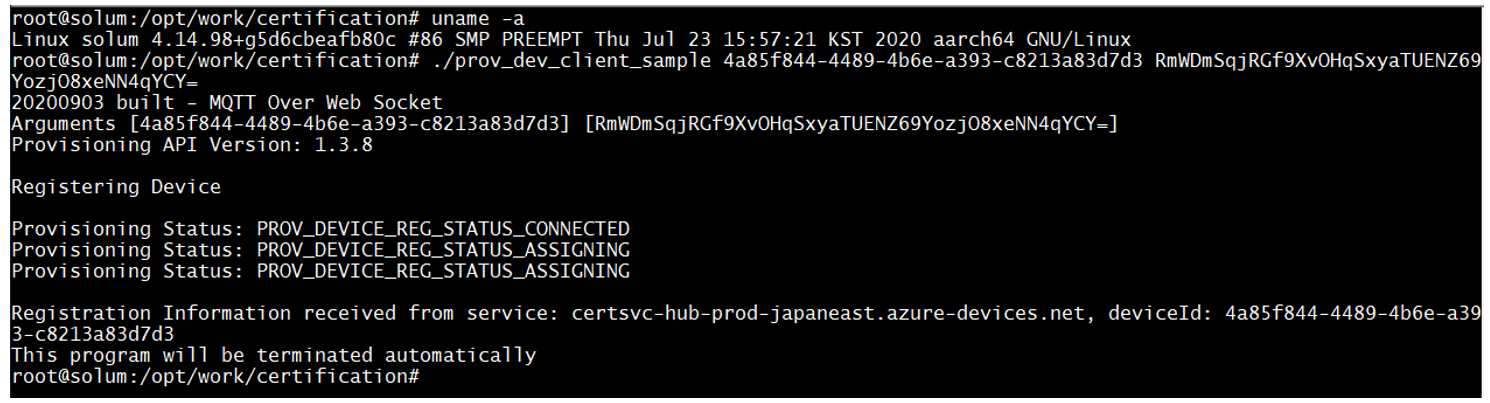 root@solum:/opt/work/certification# uname -a
Linux solum 4.14.98+g5d6cbeafb80c #86 SMP PREEMPT Thu Jul 23 15:57:21 KST 2020 aarch64 GNU/Linux
root@solum:/opt/work/certification# ./prov_dev_client_sample 4a85f844-4489-4b6e-a393-c8213a83d7d3 RmWDmSqjRGf9XvOHqSxyaTUENZ69
YozjO8xeNN4qYCY=
20200903 built - MQTT Over Web Socket
Arguments [4a85f844-4489-4b6e-a393-c8213a83d7d3] [RmWDmSqjRGf9XvOHqSxyaTUENZ69YozjO8xeNN4qYCY=]
Provisioning API Version: 1.3.8
Registering Device
Provisioning Status: PROV_DEVICE_REG_STATUS_CONNECTED
Provisioning Status: PROV_DEVICE_REG_STATUS_ASSIGNING
Provisioning Status: PROV_DEVICE_REG_STATUS_ASSIGNING
Registration Information received from service: certsvc-hub-prod-japaneast.azure-devices.net, deviceId: 4a85f844-4489-4b6e-a39
3-c8213a83d7d3
This program will be terminated automatically
root@solum:/opt/work/certification#